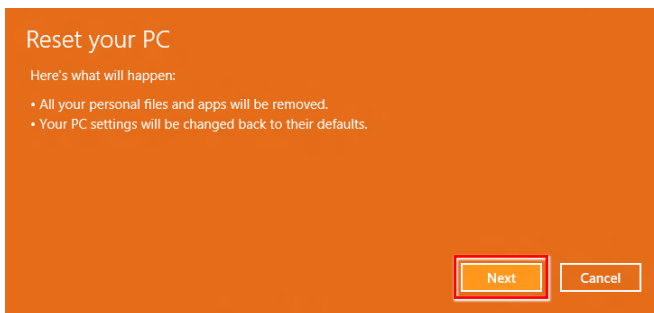 Reset your PC
Here's what will happen:
• All your personal files and apps will be removed.
• Your PC settings will be changed back to their defaults.
Next Cancel